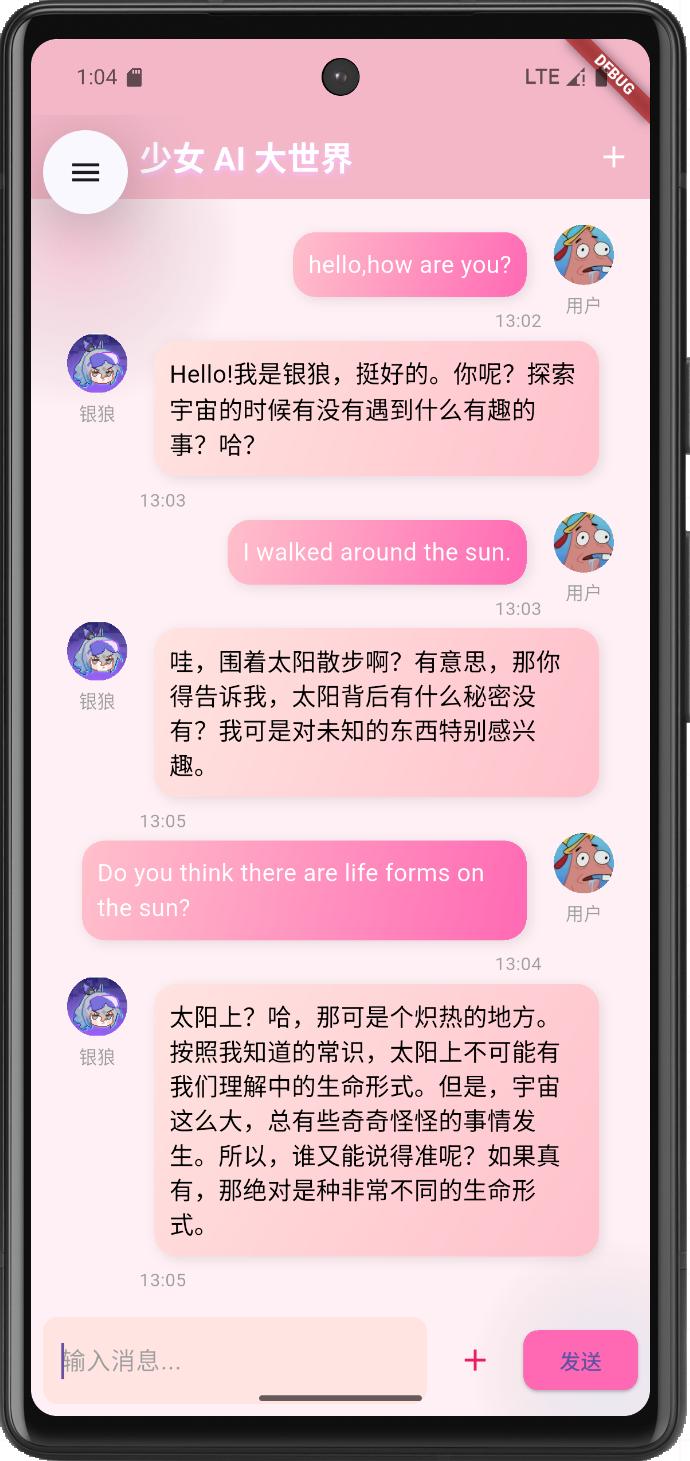 1:04
LTE
DEBUG
少女 AI 大世界
hello,how are you?
用户
13:02
Hello!我是银狼，挺好的。你呢？探索
宇宙的时候有没有遇到什么有趣的
事？哈？
银狼
13:03
I walked around the sun.
用户
13:03
哇，围着太阳散步啊？有意思，那你
得告诉我，太阳背后有什么秘密没
有？我可是对未知的东西特别感兴
趣。
银狼
13:05
Do you think there are life forms on
the sun?
用户
13:04
太阳上？哈，那可是个炽热的地方。
按照我知道的常识，太阳上不可能有
我们理解中的生命形式。但是，宇宙
这么大，总有些奇奇怪怪的事情发
生。所以，谁又能说得准呢？如果真
有，那绝对是种非常不同的生命形
式。
银狼
13:05
输入消息...
发送